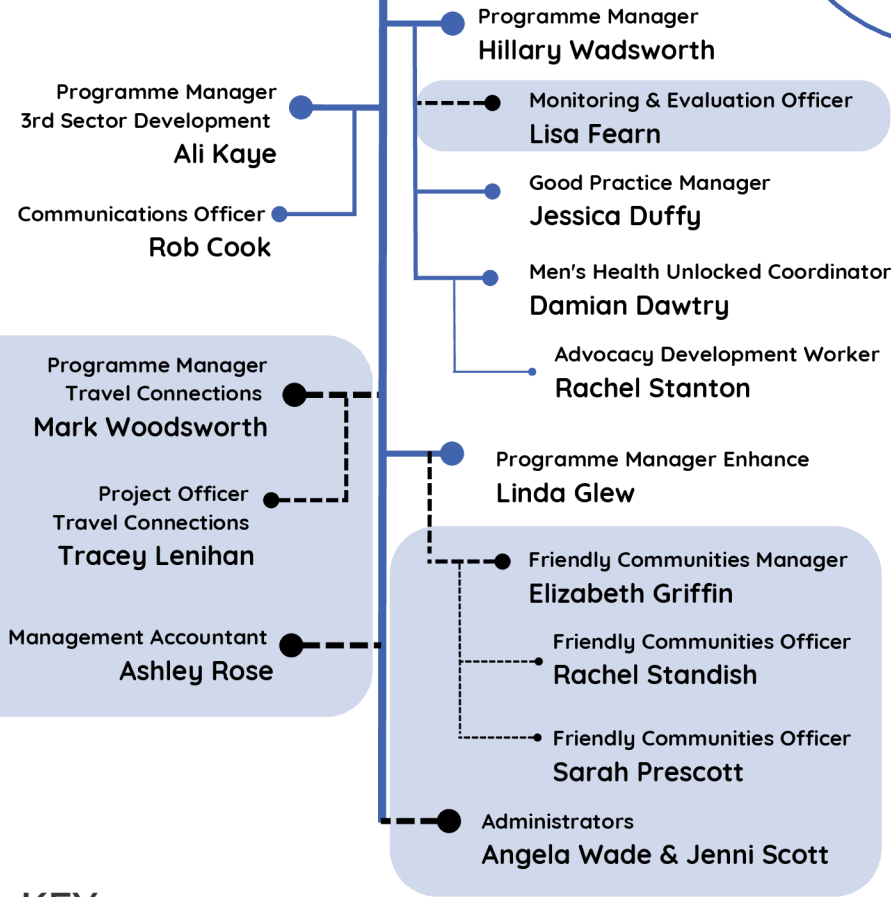 Programme Manager
Hillary Wadsworth
Programme Manager
3rd Sector Development
Ali Kaye
Monitoring & Evaluation Officer
Lisa Fearn
Good Practice Manager
Jessica Duffy
Communications Officer
Rob Cook
Men's Health Unlocked Coordinator
Damian Dawtry
Advocacy Development Worker
Rachel Stanton
Programme Manager
Travel Connections
Mark Woodsworth
Programme Manager Enhance
Linda Glew
Project Officer
Travel Connections
Tracey Lenihan
Friendly Communities Manager
Elizabeth Griffin
Management Accountant
Ashley Rose
Friendly Communities Officer
Rachel Standish
Friendly Communities Officer
Sarah Prescott
Administrators
Angela Wade & Jenni Scott
KEY